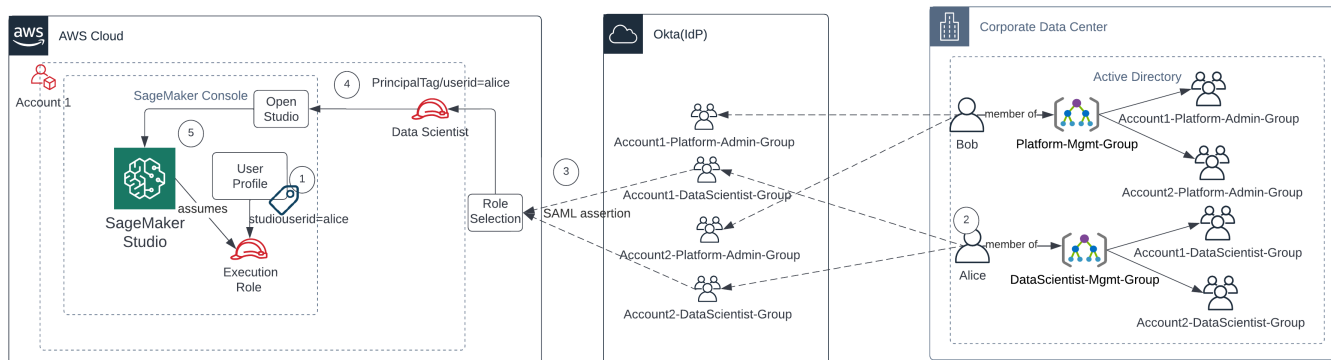 aws
AWS Cloud
Account 1
SageMaker Console
Open
Studio
4
PrincipalTag/userid=alice
Data Scientist
5
SageMaker
Studio
User
Profile
1
studiouserid=alice
assumes
Execution
Role
Role
Selection
3
SAML assertion
Okta(IdP)
Account1-Platform-Admin-Group
Account1-DataScientist-Group
Account2-Platform-Admin-Group
Account2-DataScientist-Group
Corporate Data Center
Active Directory
Bob
member of
Platform-Mgmt-Group
Account1-Platform-Admin-Group
Account2-Platform-Admin-Group
2
Alice
member of
DataScientist-Mgmt-Group
Account1-DataScientist-Group
Account2-DataScientist-Group